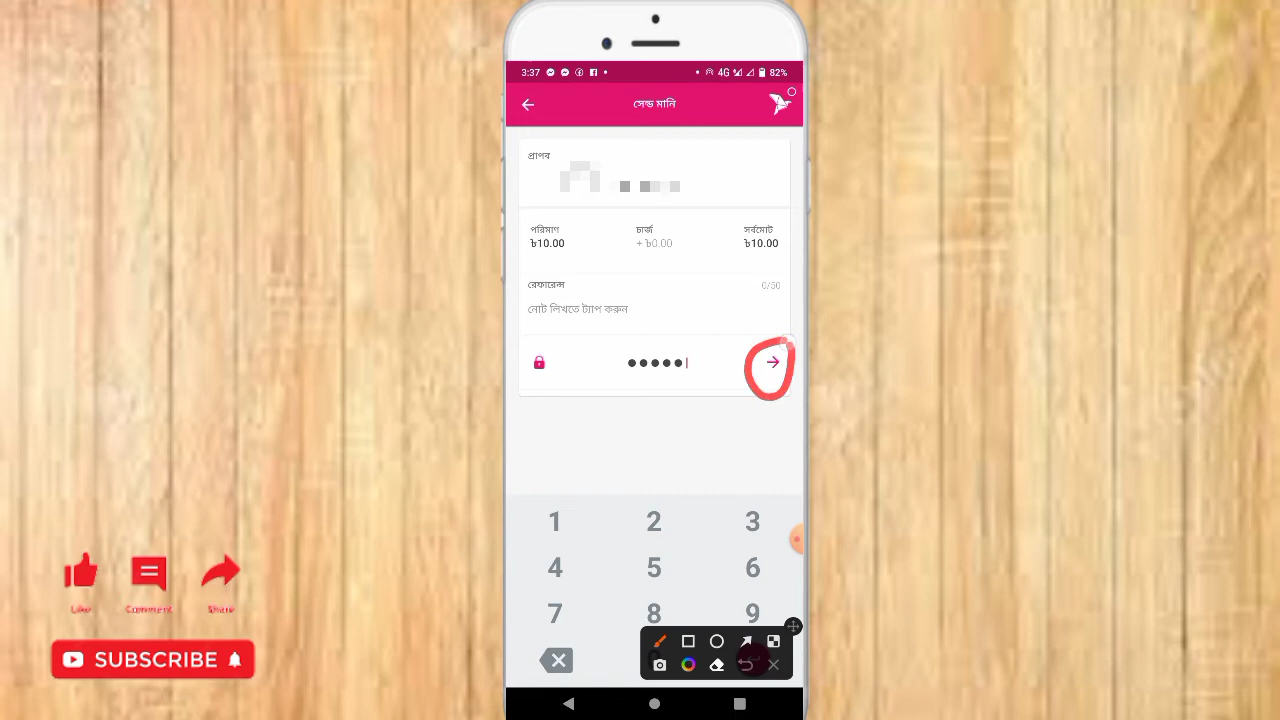 3:37 4G 82%
সেন্ড মানি
প্রাপক
পরিমাণ চার্জ সর্বমোট
৳10.00 + ৳0.00 ৳10.00
রেফারেন্স 0/50
নোট লিখতে ট্যাপ করুন
1 2 3
4 5 6
7 8 9
Like Comment Share
SUBSCRIBE